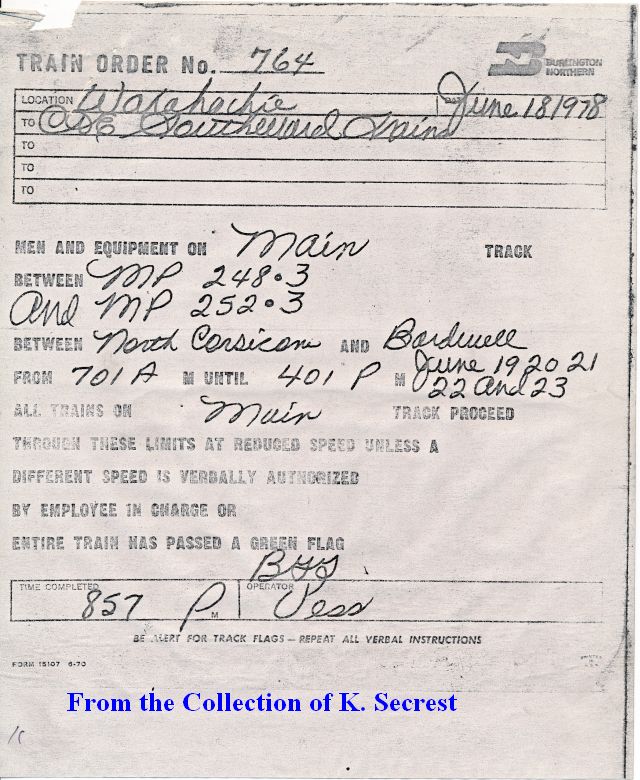 TRAIN ORDER No. 764
BURLINGTON
NORTHERN
LOCATION Waxahachie June 18 1978
TO C&E Southward Trains
TO
TO
TO
MEN AND EQUIPMENT ON Main TRACK
BETWEEN MP 248.3
And MP 252.3
BETWEEN North Corsicana AND Bardwell
FROM 701 A M UNTIL 401 P M June 19 20 21
22 and 23
ALL TRAINS ON Main TRACK PROCEED
THROUGH THESE LIMITS AT REDUCED SPEED UNLESS A
DIFFERENT SPEED IS VERBALLY AUTHORIZED
BY EMPLOYEE IN CHARGE OR
ENTIRE TRAIN HAS PASSED A GREEN FLAG
TIME COMPLETED 857 P M OPERATOR
BE ALERT FOR TRACK FLAGS – REPEAT ALL VERBAL INSTRUCTIONS
FORM 15107 6-70
From the Collection of K. Secrest